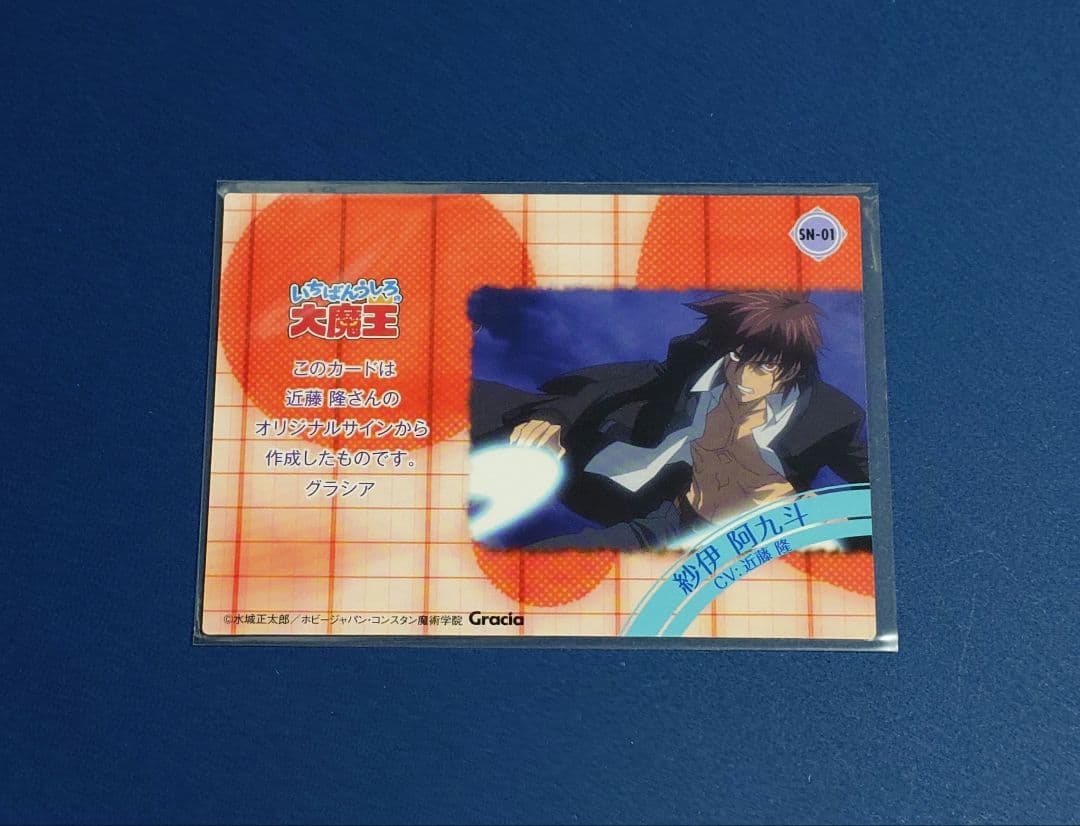 SN-01
いちばんうしろの
大魔王
このカードは
近藤 隆さんの
オリジナルサインから
作成したものです。
グラシア
紗伊 阿九斗
CV:近藤 隆
©水城正太郎／ホビージャパン・コンスタン魔術学院 Gracia